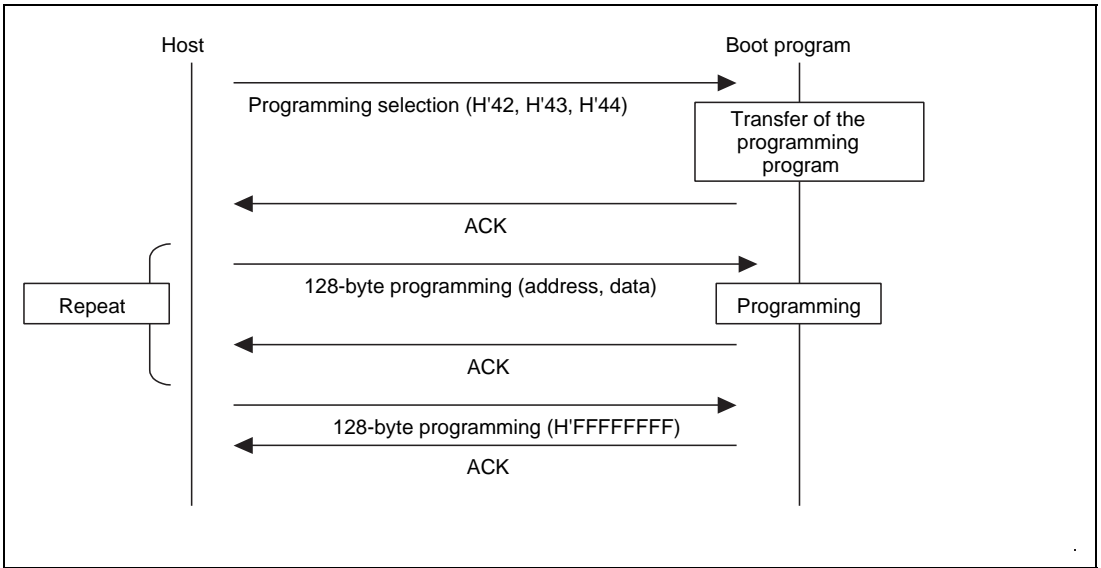 Host
Boot program
Programming selection (H'42, H'43, H'44)
Transfer of the
programming
program
ACK
128-byte programming (address, data)
Repeat
Programming
ACK
128-byte programming (H'FFFFFFFF)
ACK